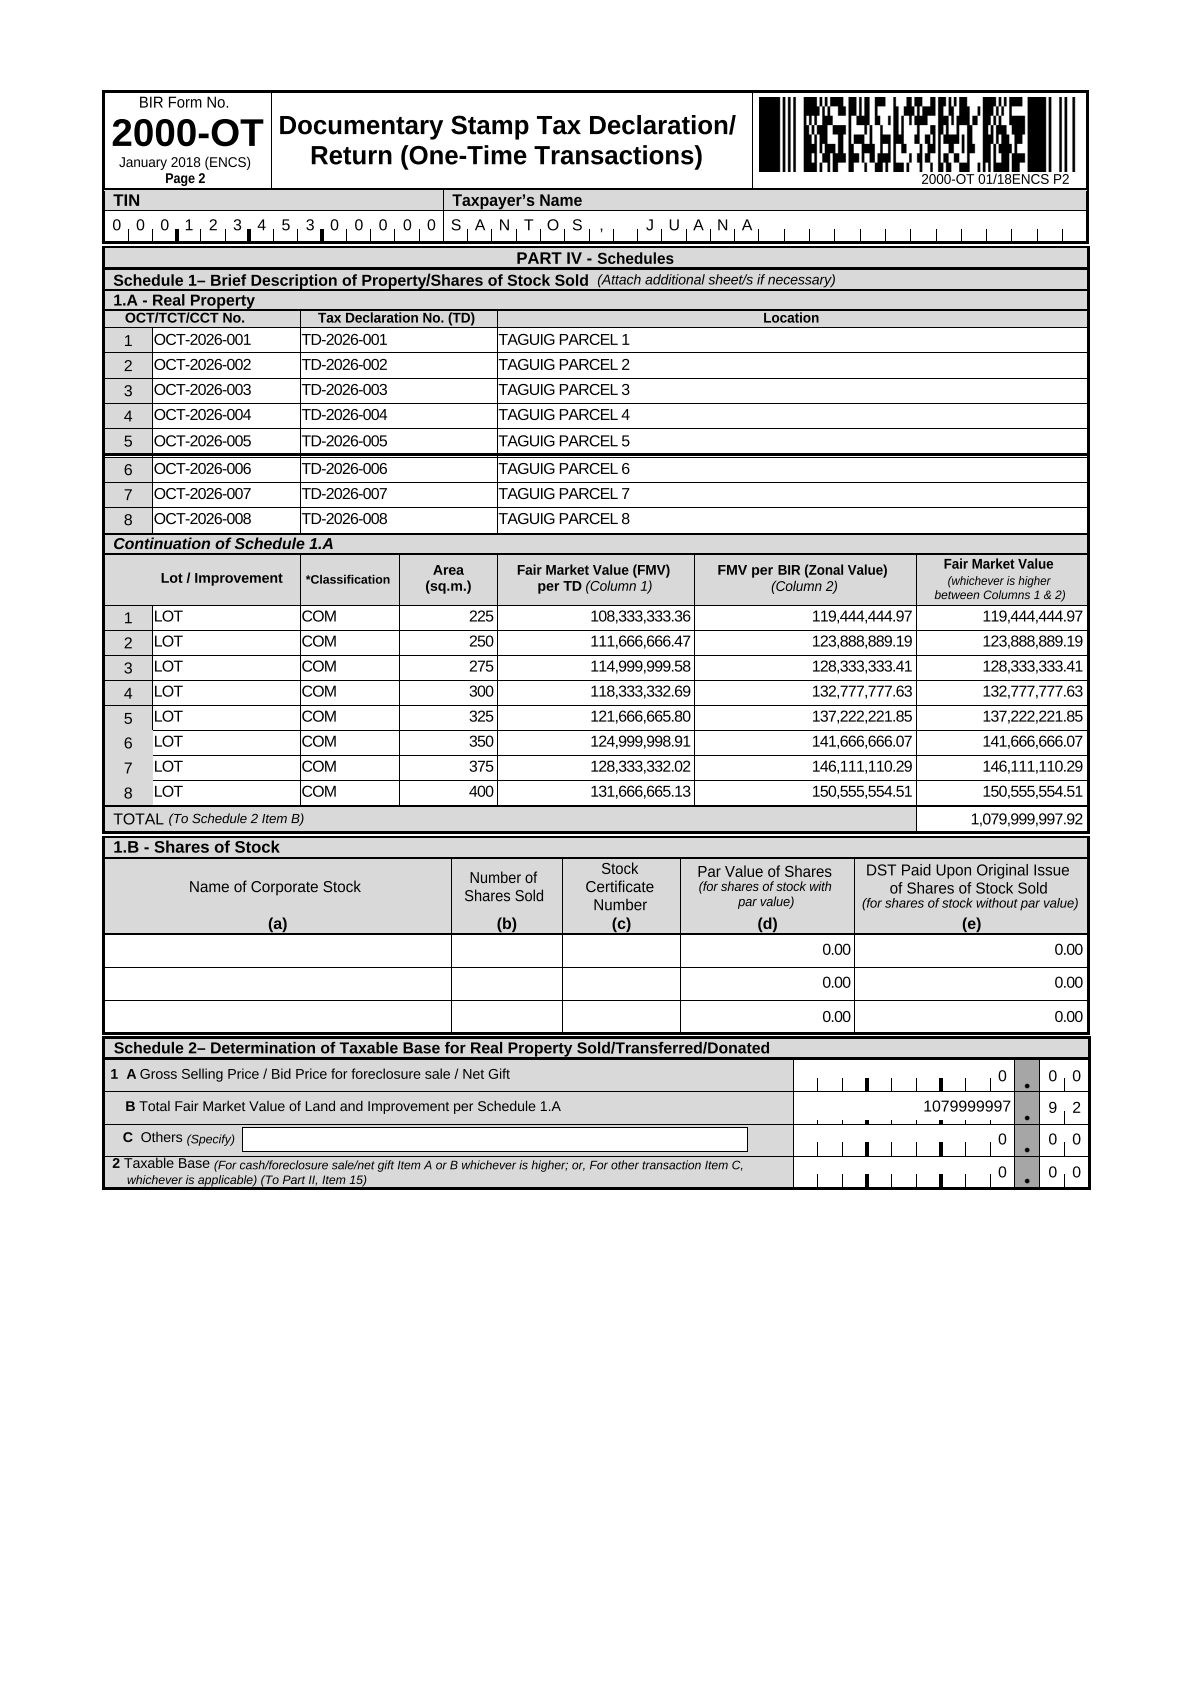 BIR Form No.
2000-OT
January 2018 (ENCS)
Page 2
Documentary Stamp Tax Declaration/
Return (One-Time Transactions)
2000-OT 01/18ENCS P2
TIN Taxpayer's Name
0 0 0 1 2 3 4 5 3 0 0 0 0 0 S A N T O S , J U A N A
PART IV - Schedules
Schedule 1– Brief Description of Property/Shares of Stock Sold (Attach additional sheet/s if necessary)
1.A - Real Property
OCT/TCT/CCT No. Tax Declaration No. (TD) Location
1 OCT-2026-001 TD-2026-001 TAGUIG PARCEL 1
2 OCT-2026-002 TD-2026-002 TAGUIG PARCEL 2
3 OCT-2026-003 TD-2026-003 TAGUIG PARCEL 3
4 OCT-2026-004 TD-2026-004 TAGUIG PARCEL 4
5 OCT-2026-005 TD-2026-005 TAGUIG PARCEL 5
6 OCT-2026-006 TD-2026-006 TAGUIG PARCEL 6
7 OCT-2026-007 TD-2026-007 TAGUIG PARCEL 7
8 OCT-2026-008 TD-2026-008 TAGUIG PARCEL 8
Continuation of Schedule 1.A
Lot / Improvement
*Classification
Area
(sq.m.)
Fair Market Value (FMV)
per TD (Column 1)
FMV per BIR (Zonal Value)
(Column 2)
Fair Market Value
(whichever is higher
between Columns 1 & 2)
1 LOT COM 225 108,333,333.36 119,444,444.97 119,444,444.97
2 LOT COM 250 111,666,666.47 123,888,889.19 123,888,889.19
3 LOT COM 275 114,999,999.58 128,333,333.41 128,333,333.41
4 LOT COM 300 118,333,332.69 132,777,777.63 132,777,777.63
5 LOT COM 325 121,666,665.80 137,222,221.85 137,222,221.85
6 LOT COM 350 124,999,998.91 141,666,666.07 141,666,666.07
7 LOT COM 375 128,333,332.02 146,111,110.29 146,111,110.29
8 LOT COM 400 131,666,665.13 150,555,554.51 150,555,554.51
TOTAL (To Schedule 2 Item B) 1,079,999,997.92
1.B - Shares of Stock
Name of Corporate Stock
(a)
Number of
Shares Sold
(b)
Stock
Certificate
Number
(c)
Par Value of Shares
(for shares of stock with
par value)
(d)
DST Paid Upon Original Issue
of Shares of Stock Sold
(for shares of stock without par value)
(e)
0.00 0.00
0.00 0.00
0.00 0.00
Schedule 2– Determination of Taxable Base for Real Property Sold/Transferred/Donated
1 A Gross Selling Price / Bid Price for foreclosure sale / Net Gift 0 . 0 0
B Total Fair Market Value of Land and Improvement per Schedule 1.A 1079999997 . 9 2
C Others (Specify) 0 . 0 0
2 Taxable Base (For cash/foreclosure sale/net gift Item A or B whichever is higher; or, For other transaction Item C,
whichever is applicable) (To Part II, Item 15) 0 . 0 0